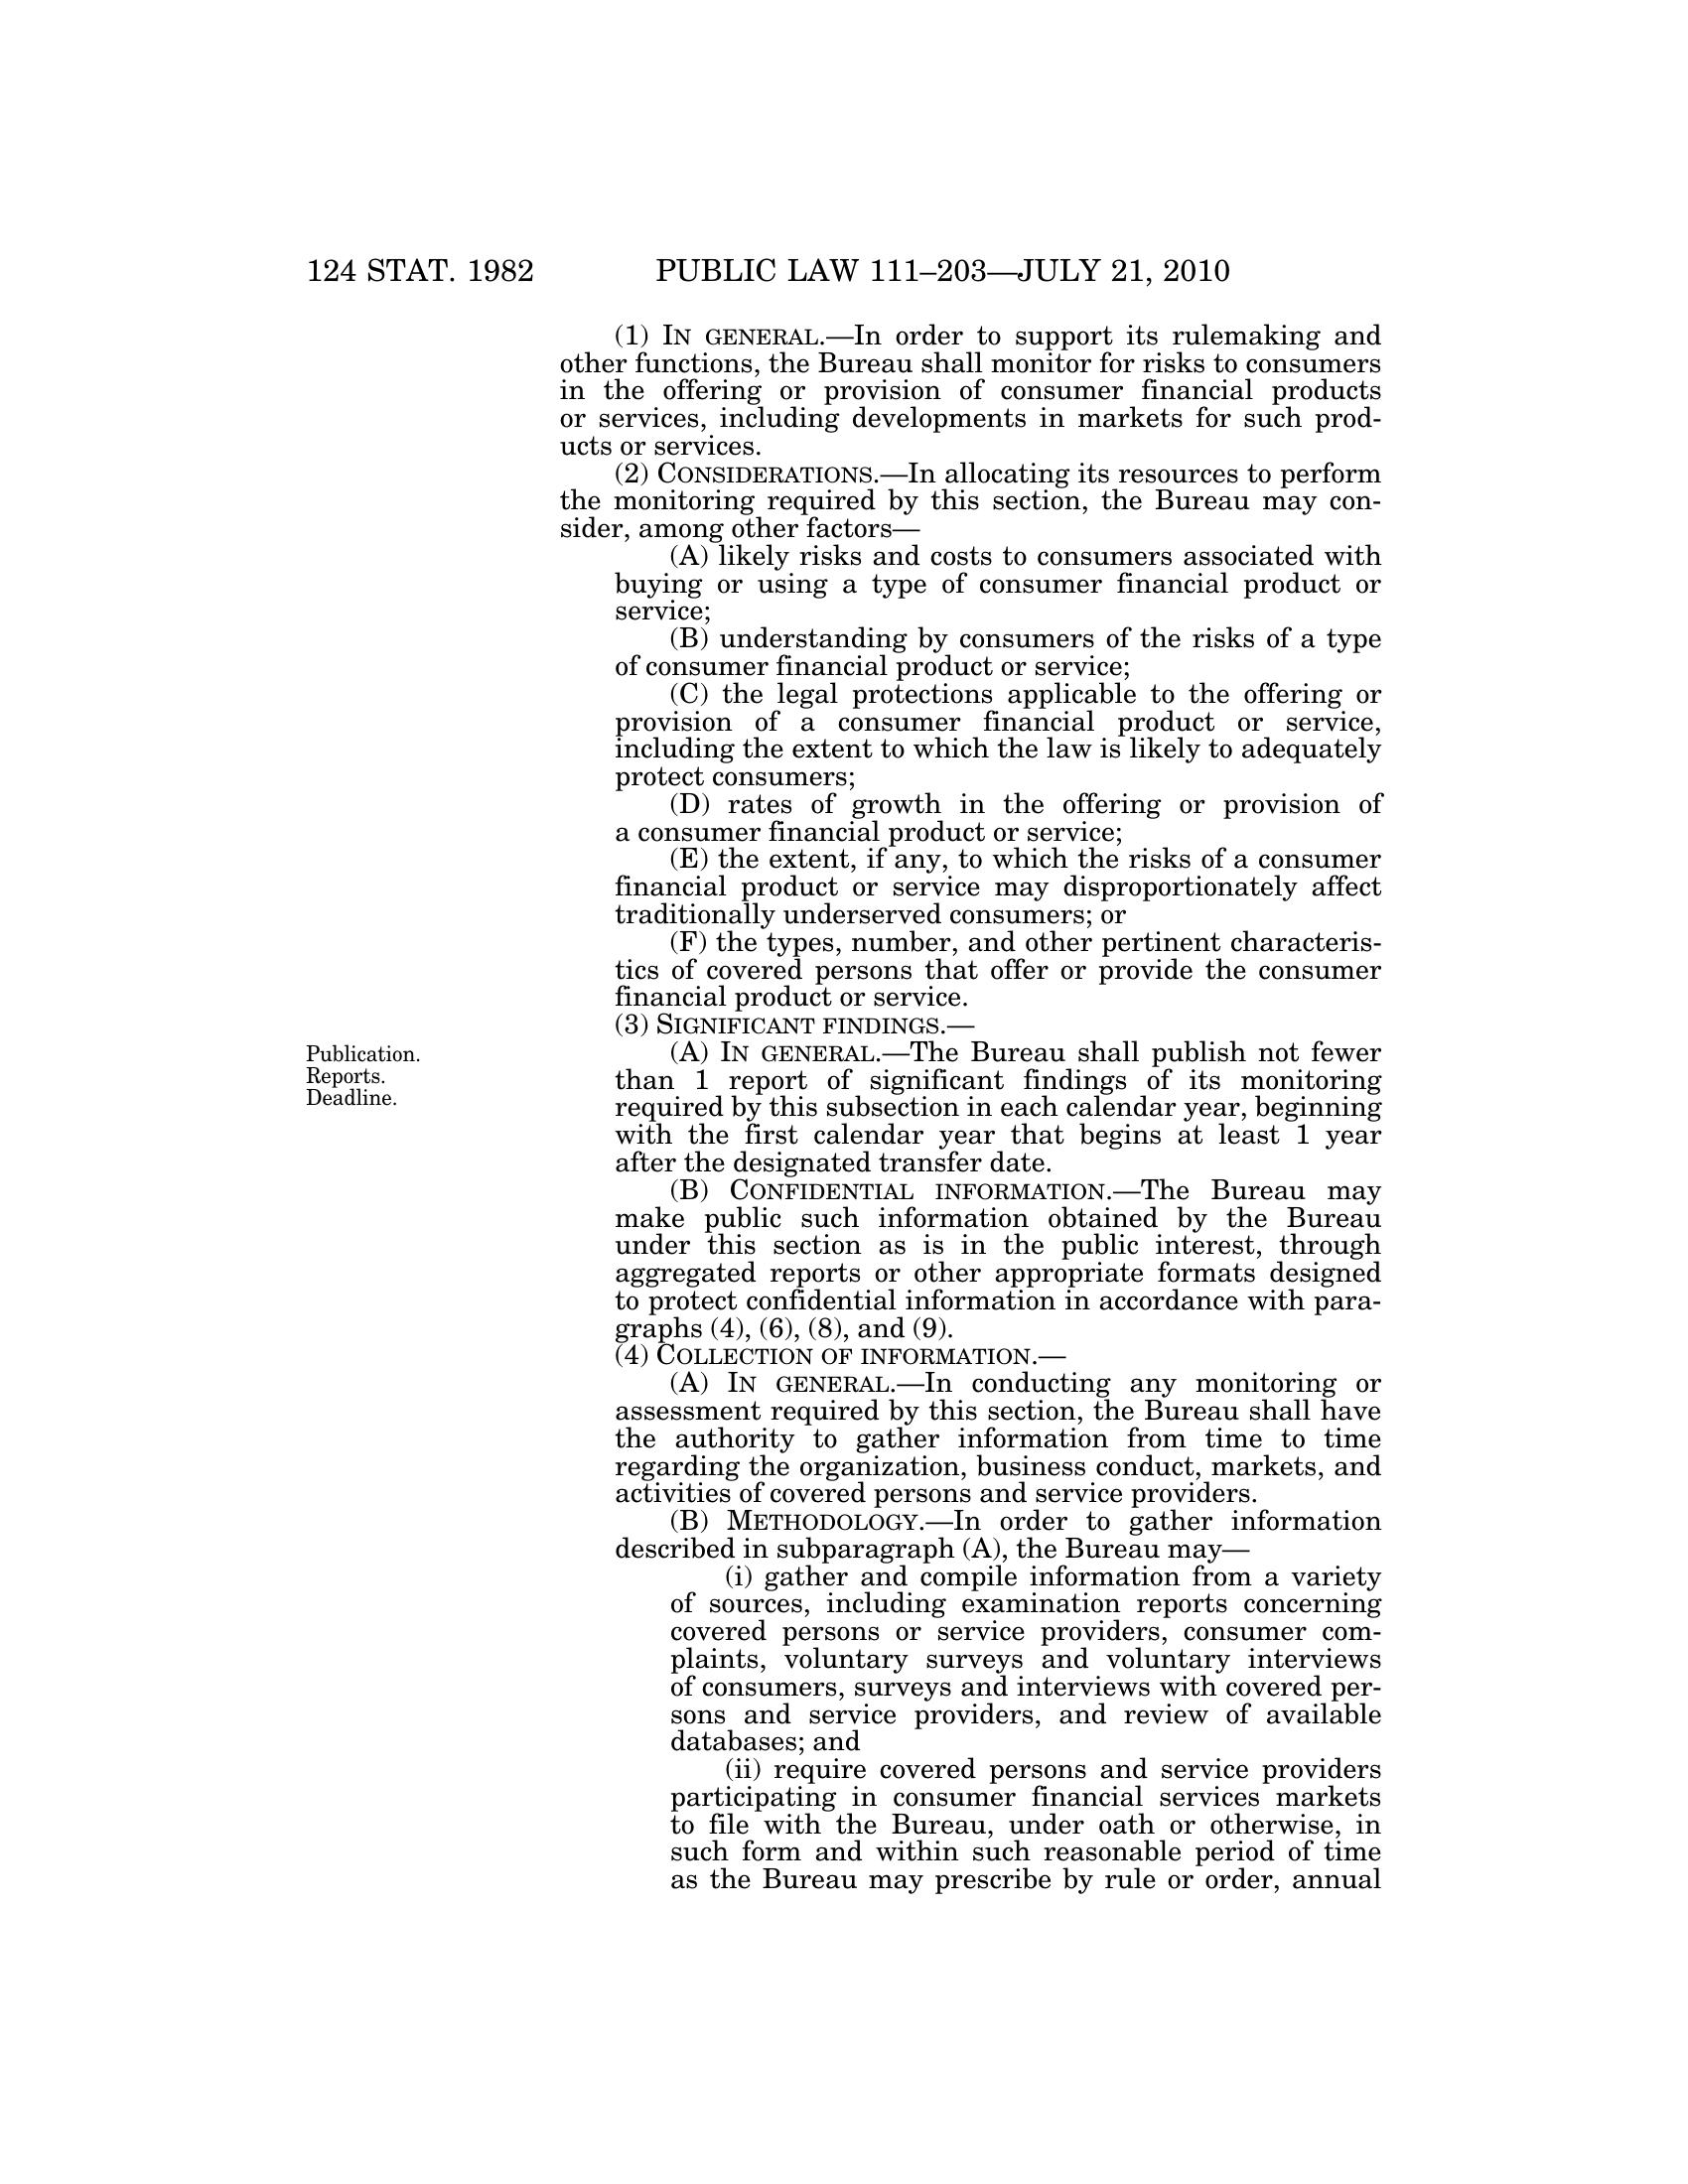 124 STAT. 1982 PUBLIC LAW 111–203—JULY 21, 2010
(1) IN GENERAL.—In order to support its rulemaking and
other functions, the Bureau shall monitor for risks to consumers
in the offering or provision of consumer financial products
or services, including developments in markets for such prod-
ucts or services.
(2) CONSIDERATIONS.—In allocating its resources to perform
the monitoring required by this section, the Bureau may con-
sider, among other factors—
(A) likely risks and costs to consumers associated with
buying or using a type of consumer financial product or
service;
(B) understanding by consumers of the risks of a type
of consumer financial product or service;
(C) the legal protections applicable to the offering or
provision of a consumer financial product or service,
including the extent to which the law is likely to adequately
protect consumers;
(D) rates of growth in the offering or provision of
a consumer financial product or service;
(E) the extent, if any, to which the risks of a consumer
financial product or service may disproportionately affect
traditionally underserved consumers; or
(F) the types, number, and other pertinent characteris-
tics of covered persons that offer or provide the consumer
financial product or service.
(3) SIGNIFICANT FINDINGS.—
Publication.
Reports.
Deadline.
(A) IN GENERAL.—The Bureau shall publish not fewer
than 1 report of significant findings of its monitoring
required by this subsection in each calendar year, beginning
with the first calendar year that begins at least 1 year
after the designated transfer date.
(B) CONFIDENTIAL INFORMATION.—The Bureau may
make public such information obtained by the Bureau
under this section as is in the public interest, through
aggregated reports or other appropriate formats designed
to protect confidential information in accordance with para-
graphs (4), (6), (8), and (9).
(4) COLLECTION OF INFORMATION.—
(A) IN GENERAL.—In conducting any monitoring or
assessment required by this section, the Bureau shall have
the authority to gather information from time to time
regarding the organization, business conduct, markets, and
activities of covered persons and service providers.
(B) METHODOLOGY.—In order to gather information
described in subparagraph (A), the Bureau may—
(i) gather and compile information from a variety
of sources, including examination reports concerning
covered persons or service providers, consumer com-
plaints, voluntary surveys and voluntary interviews
of consumers, surveys and interviews with covered per-
sons and service providers, and review of available
databases; and
(ii) require covered persons and service providers
participating in consumer financial services markets
to file with the Bureau, under oath or otherwise, in
such form and within such reasonable period of time
as the Bureau may prescribe by rule or order, annual